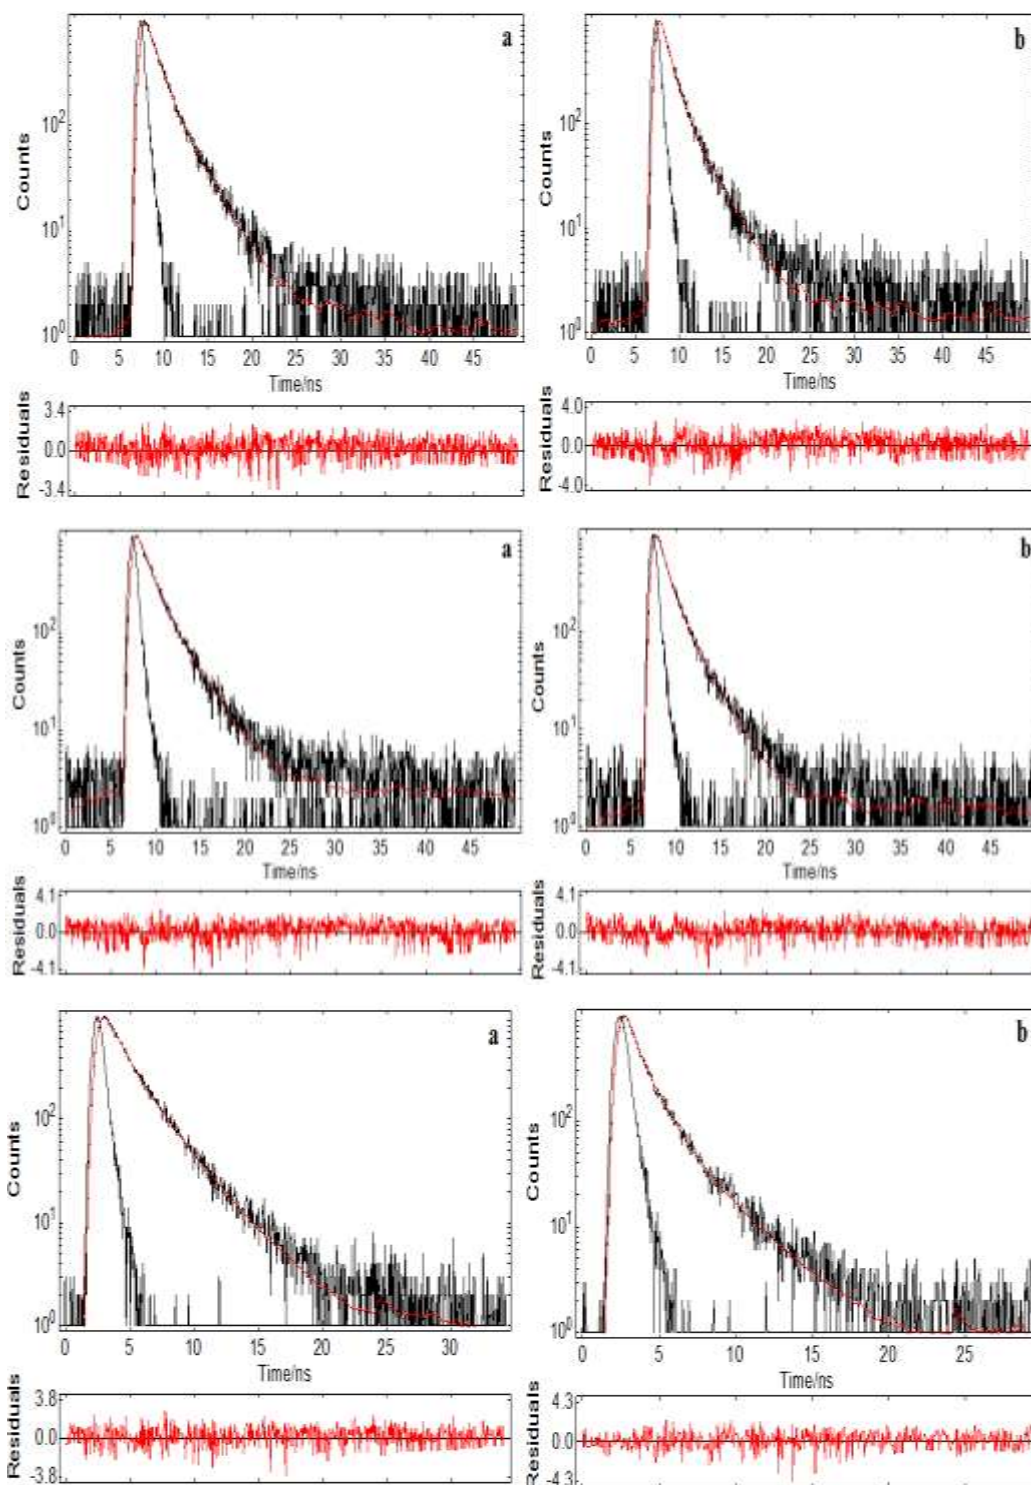 a
10²
Counts
10¹
10⁰
0 5 10 15 20 25 30 35 40 45
Time/ns
Residuals
3.4
0.0
-3.4
b
10²
Counts
10¹
10⁰
0 5 10 15 20 25 30 35 40 45
Time/ns
Residuals
4.0
0.0
-4.0
a
10²
Counts
10¹
10⁰
0 5 10 15 20 25 30 35 40 45
Time/ns
Residuals
4.1
0.0
-4.1
b
10²
Counts
10¹
10⁰
0 5 10 15 20 25 30 35 40 45
Time/ns
Residuals
4.1
0.0
-4.1
a
10²
Counts
10¹
10⁰
0 5 10 15 20 25 30
Time/ns
Residuals
3.8
0.0
-3.8
b
10²
Counts
10¹
10⁰
0 5 10 15 20 25
Time/ns
Residuals
4.3
0.0
-4.3